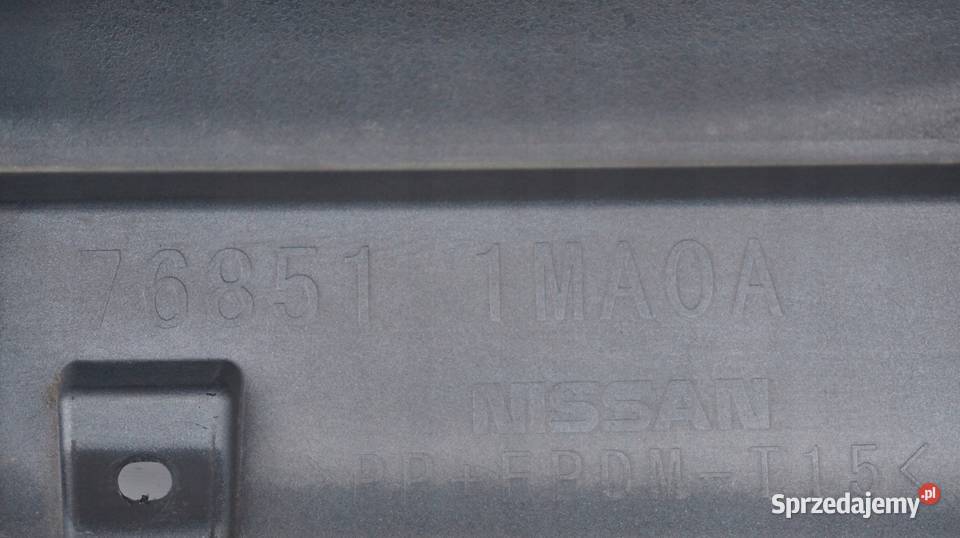 76851 1MA0A
NISSAN
>PP+EPDM-T15<
Sprzedajemy.pl